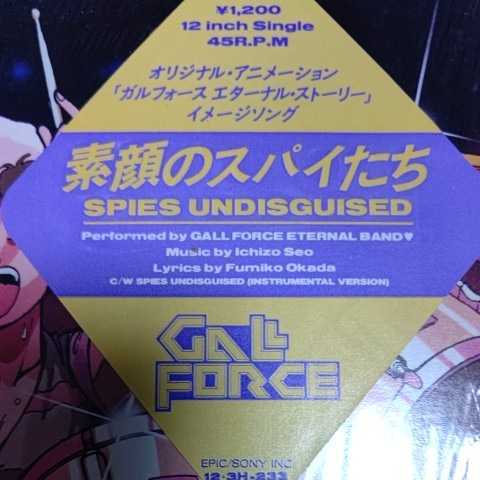 ¥1,200
12 inch Single
45R.P.M
オリジナル・アニメーション
「ガルフォース エターナル・ストーリー」
イメージソング
素顔のスパイたち
SPIES UNDISGUISED
Performed by GALL FORCE ETERNAL BAND♥
Music by Ichizo Seo
Lyrics by Fumiko Okada
C/W SPIES UNDISGUISED (INSTRUMENTAL VERSION)
GALL
FORCE
EPIC/SONY INC
12·3H-233